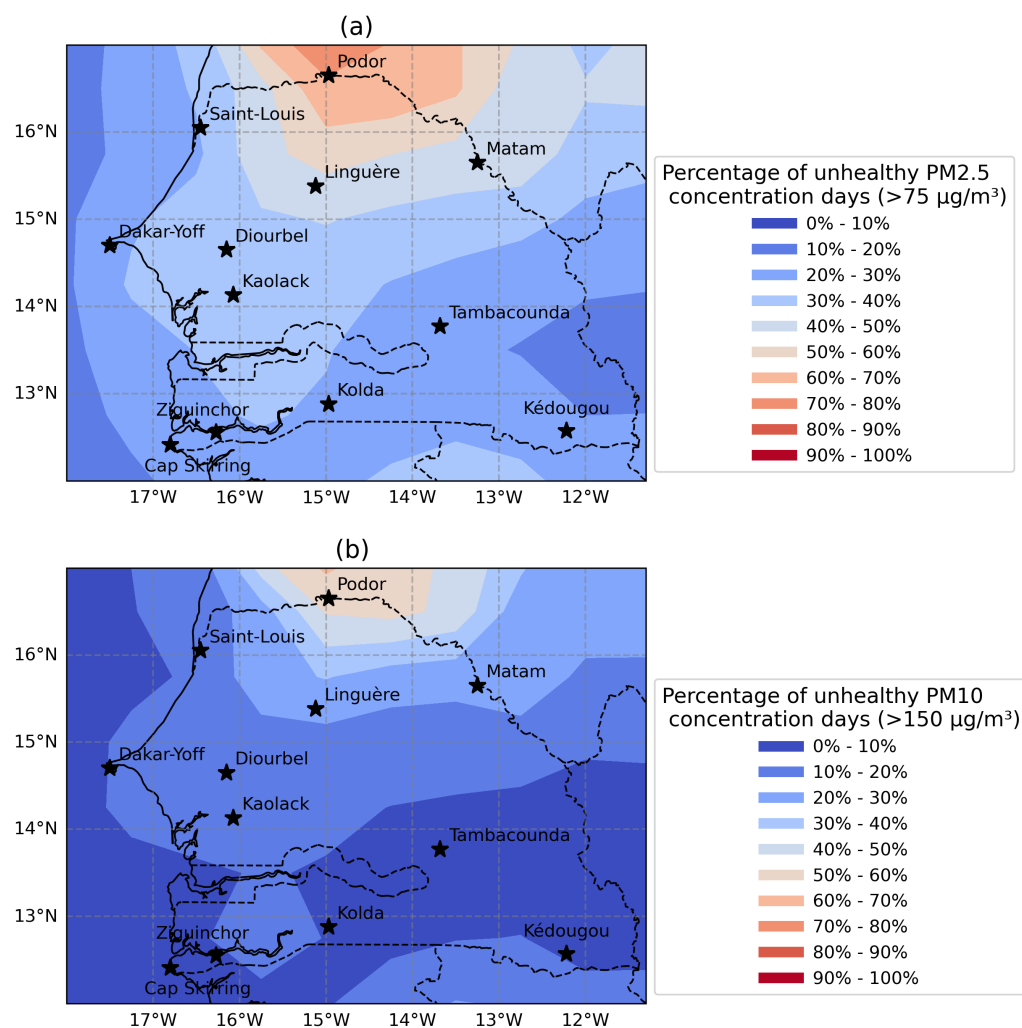 (a)
Podor
Saint-Louis
16°N
Matam
Linguère
15°N
Dakar-Yoff
Diourbel
Kaolack
14°N
Tambacounda
13°N
Kolda
Ziguinchor
Kédougou
Cap Skirring
17°W 16°W 15°W 14°W 13°W 12°W
Percentage of unhealthy PM2.5
concentration days (>75 μg/m³)
0% - 10%
10% - 20%
20% - 30%
30% - 40%
40% - 50%
50% - 60%
60% - 70%
70% - 80%
80% - 90%
90% - 100%
(b)
Podor
Saint-Louis
16°N
Matam
Linguère
15°N
Dakar-Yoff
Diourbel
Kaolack
14°N
Tambacounda
13°N
Kolda
Ziguinchor
Kédougou
Cap Skirring
17°W 16°W 15°W 14°W 13°W 12°W
Percentage of unhealthy PM10
concentration days (>150 μg/m³)
0% - 10%
10% - 20%
20% - 30%
30% - 40%
40% - 50%
50% - 60%
60% - 70%
70% - 80%
80% - 90%
90% - 100%